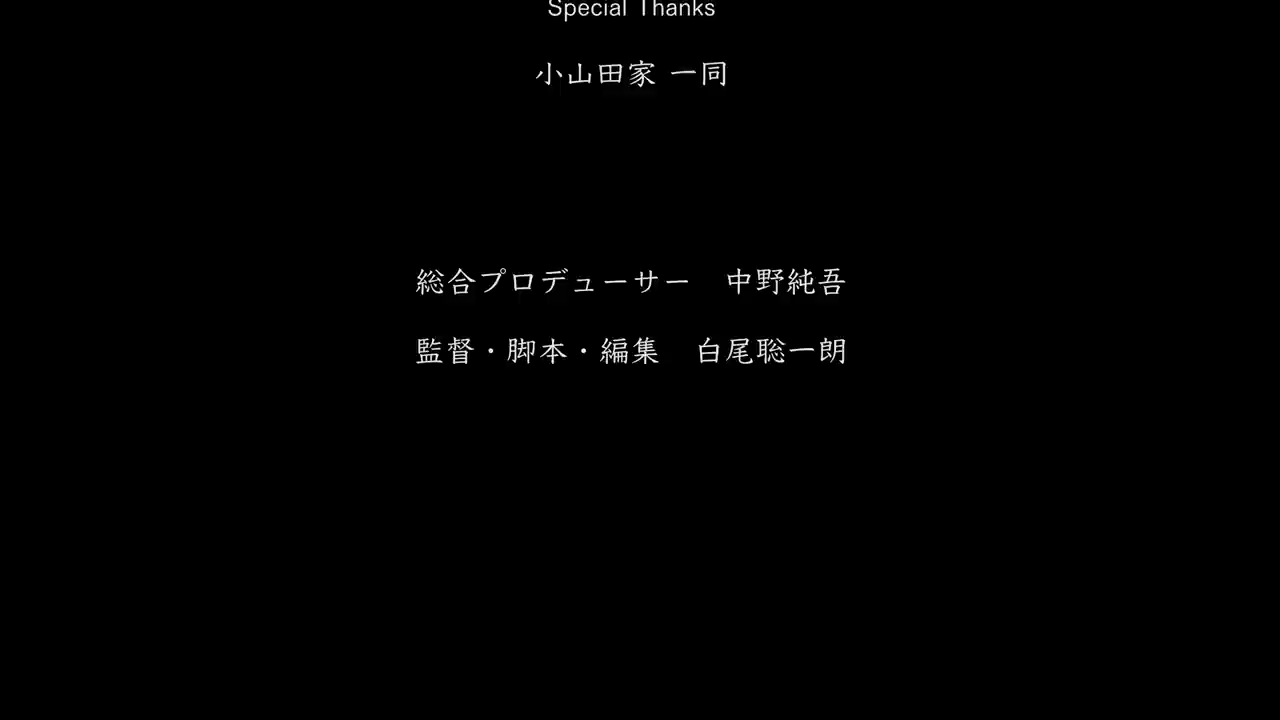 Special Thanks
小山田家 一同
総合プロデューサー　中野純吾
監督・脚本・編集　白尾聡一朗